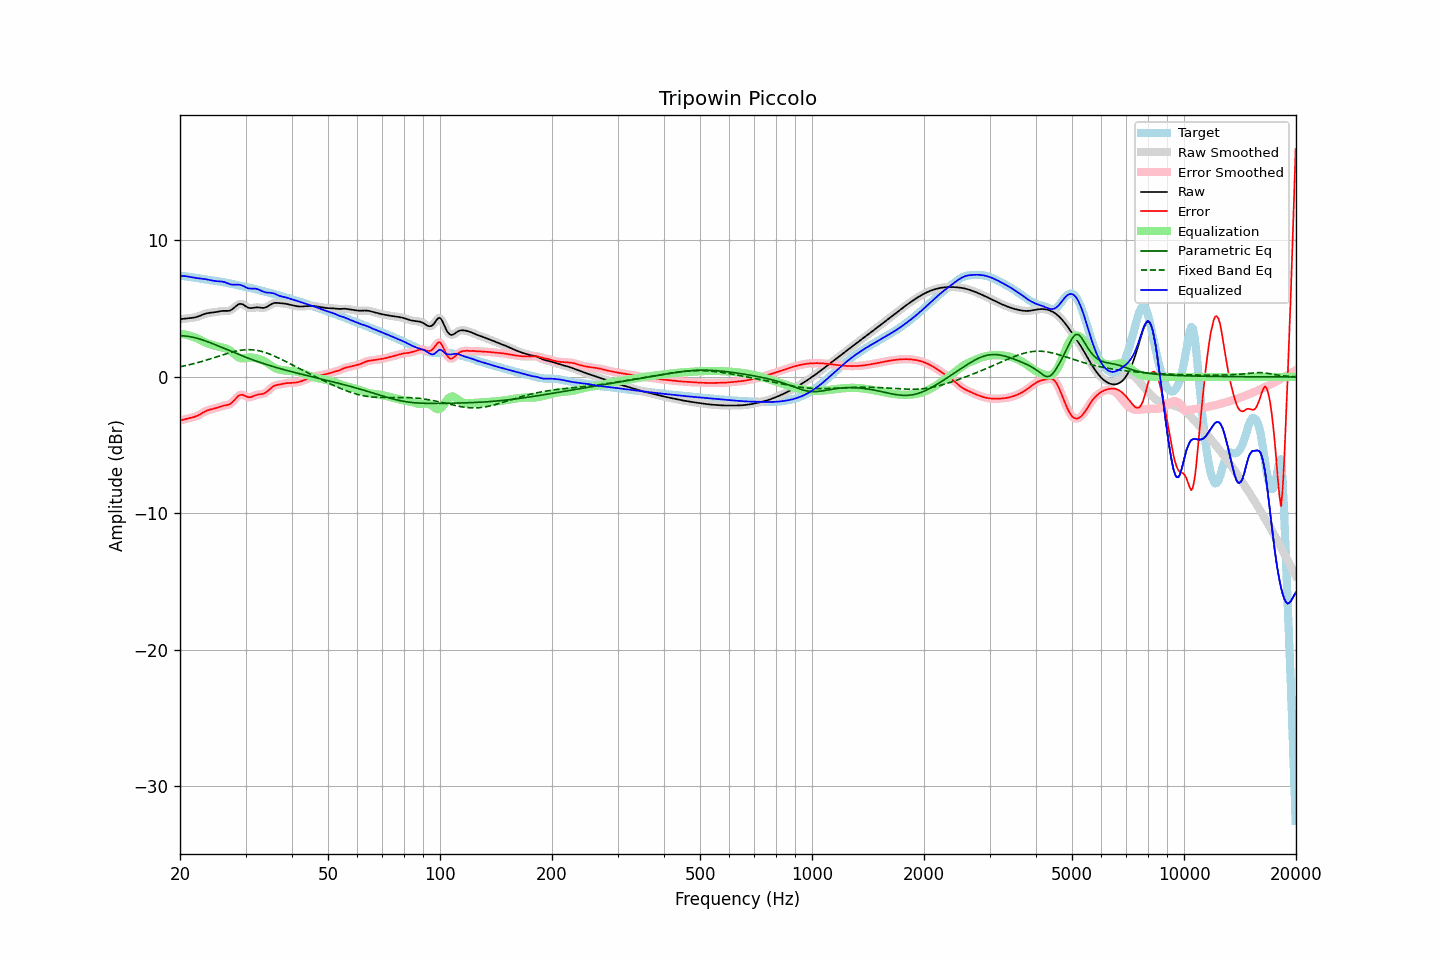 Tripowin Piccolo
Target
Raw Smoothed
Error Smoothed
Raw
Error
Equalization
Parametric Eq
Fixed Band Eq
Equalized
10
0
−10
−20
−30
Amplitude (dBr)
20 50 100 200 500 1000 2000 5000 10000 20000
Frequency (Hz)